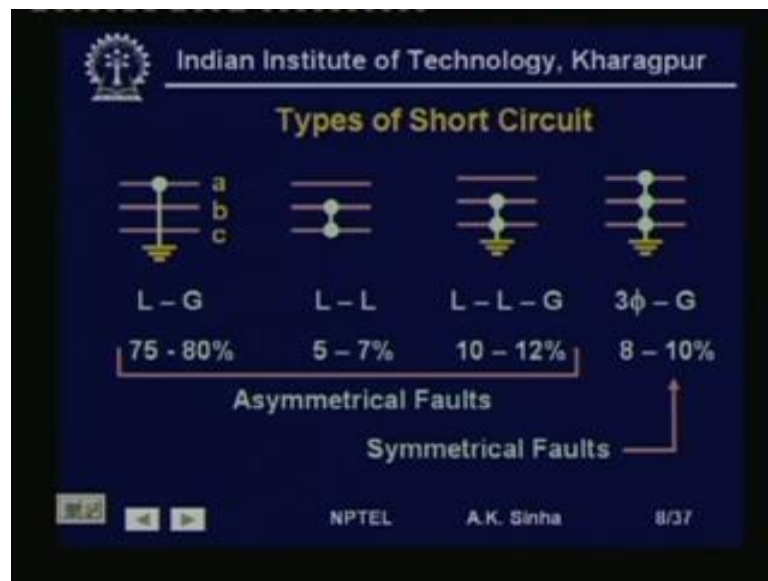 Indian Institute of Technology, Kharagpur
Types of Short Circuit
a
b
c
L – G L – L L – L – G 3ϕ – G
75 - 80% 5 – 7% 10 – 12% 8 – 10%
Asymmetrical Faults
Symmetrical Faults
NPTEL A.K. Sinha 8/37